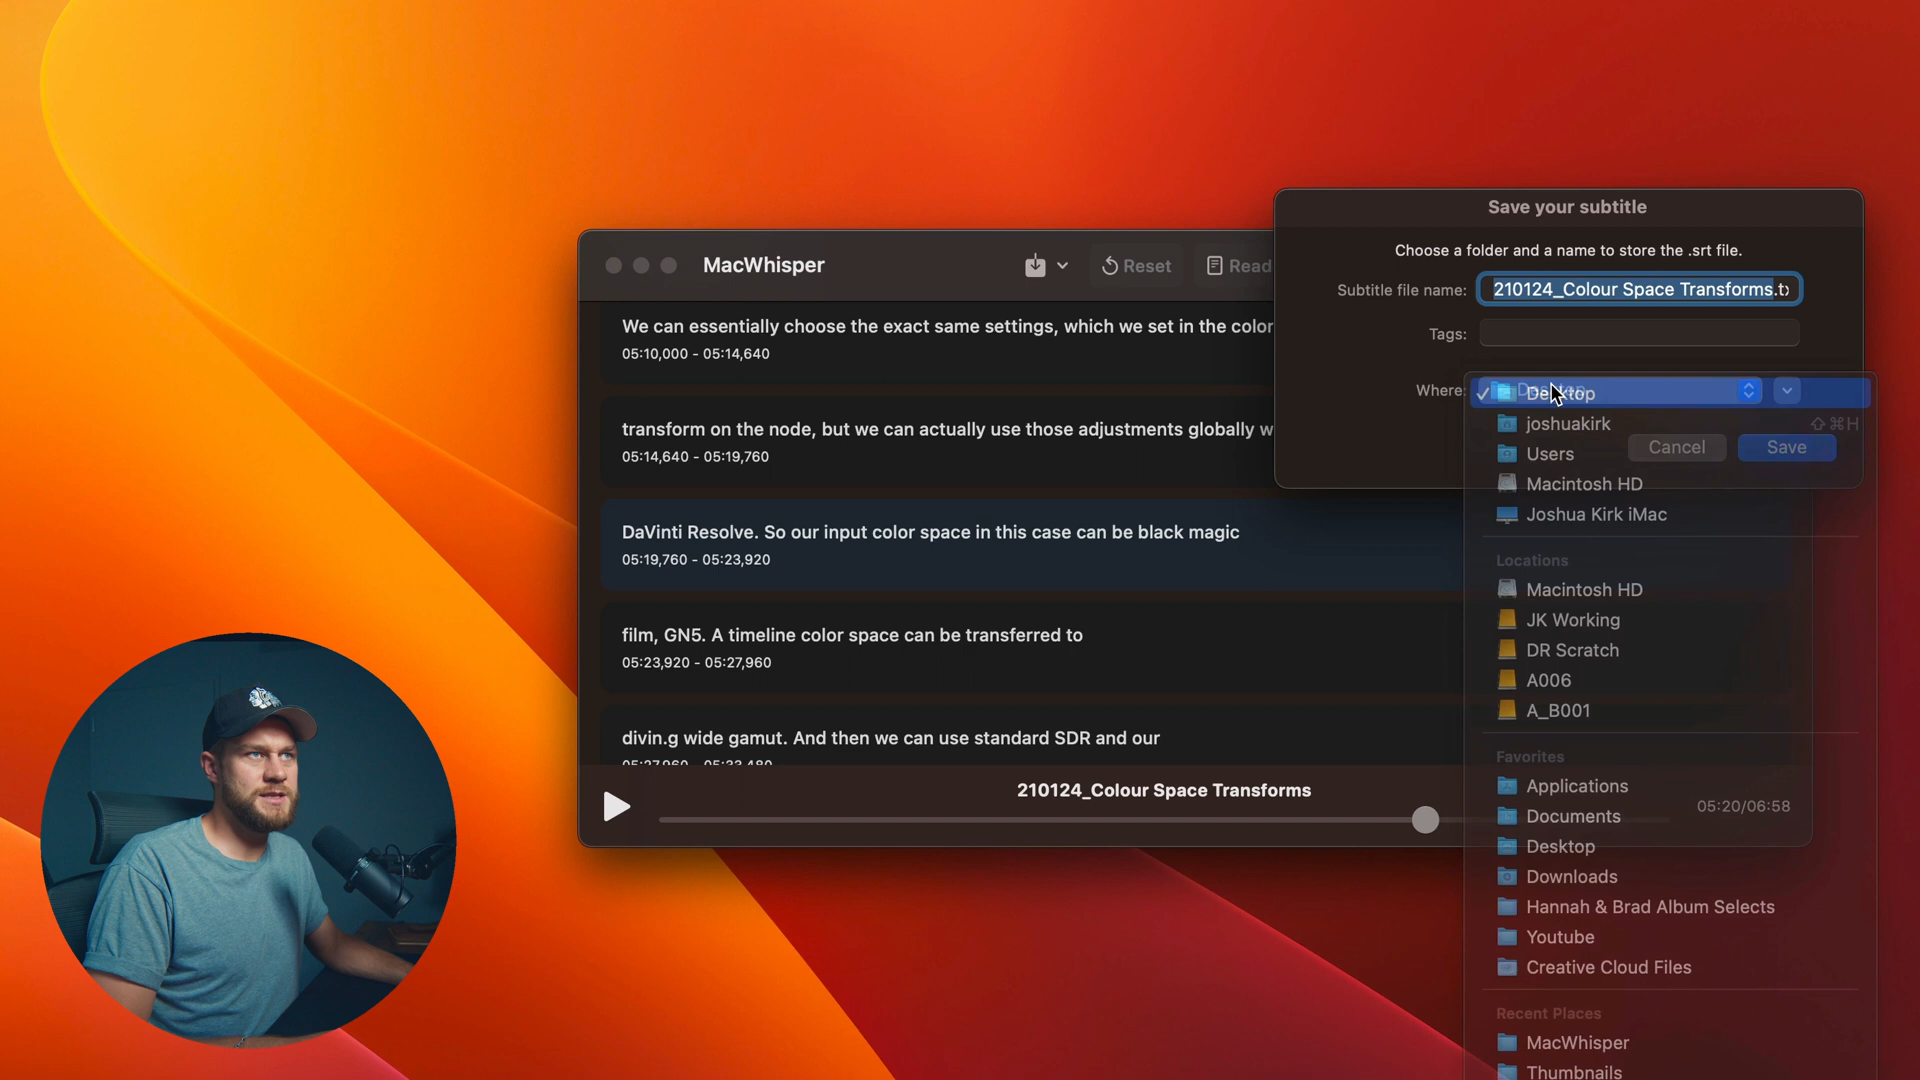 Save your subtitle
Choose a folder and a name to store the .srt file.
Subtitle file name:
210124_Colour Space Transforms.t
Tags:
Where:
Desktop
joshuakirk
⇧⌘H
Users
Cancel
Save
Macintosh HD
Joshua Kirk iMac
Locations
Macintosh HD
JK Working
DR Scratch
A006
A_B001
Favorites
Applications
Documents
Desktop
Downloads
Hannah & Brad Album Selects
Youtube
Creative Cloud Files
Recent Places
MacWhisper
Thumbnails
MacWhisper
Reset
Read
We can essentially choose the exact same settings, which we set in the color
05:10,000 - 05:14,640
transform on the node, but we can actually use those adjustments globally w
05:14,640 - 05:19,760
DaVinti Resolve. So our input color space in this case can be black magic
05:19,760 - 05:23,920
film, GN5. A timeline color space can be transferred to
05:23,920 - 05:27,960
divin.g wide gamut. And then we can use standard SDR and our
05:27,960 - 05:33,480
210124_Colour Space Transforms
05:20/06:58